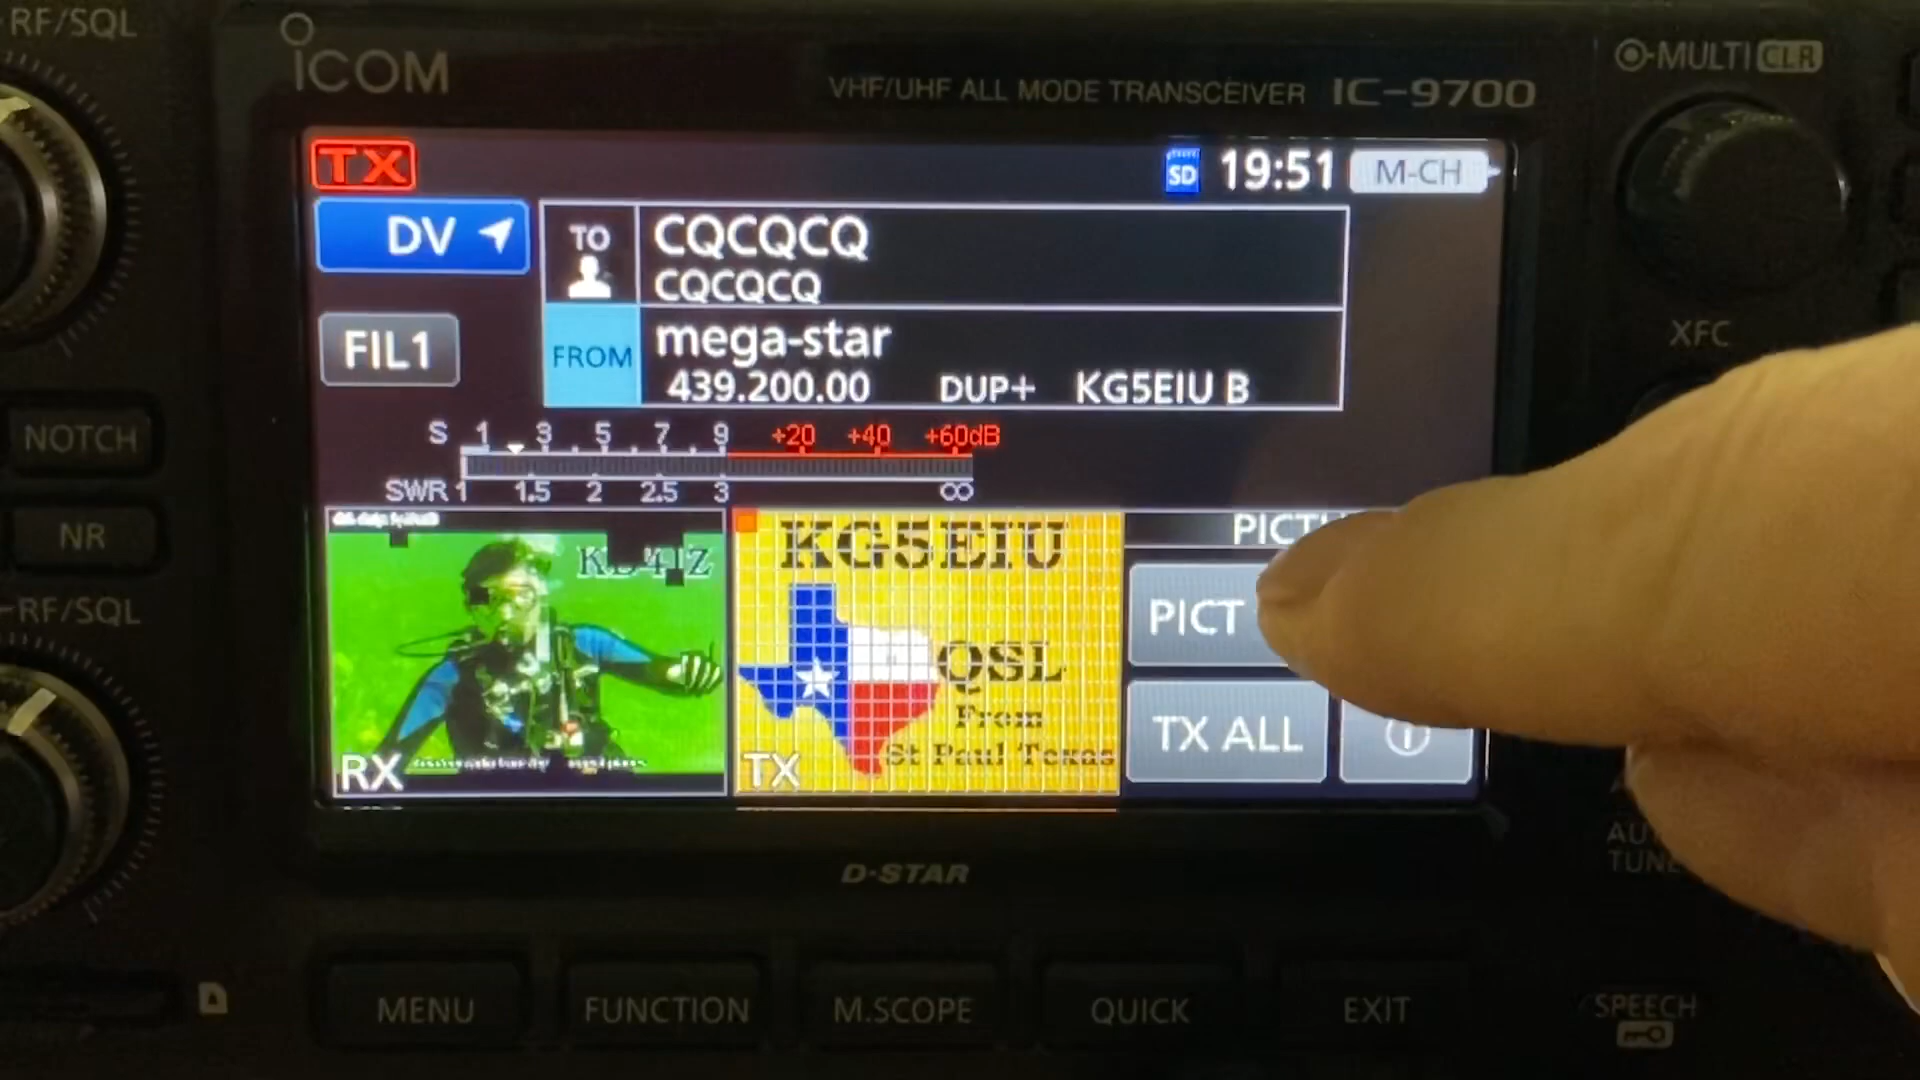 RF/SQL
ICOM
VHF/UHF ALL MODE TRANSCEIVER IC-9700
MULTI CLR
TX
SD 19:51 M-CH
DV
TO CQCQCQ
CQCQCQ
FIL1
FROM mega-star
439.200.00 DUP+ KG5EIU B
XFC
S 1 3 5 7 9 +20 +40 +60dB
SWR 1 1.5 2 2.5 3 ∞
NOTCH
NR
KG5EIU
QSL
From
St Paul Texas
RX
TX
PICT
TX ALL
RF/SQL
D-STAR
MENU
FUNCTION
M.SCOPE
QUICK
EXIT
SPEECH